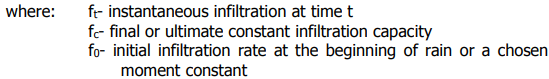 where: ft- instantaneous infiltration at time t
fc- final or ultimate constant infiltration capacity
f0- initial infiltration rate at the beginning of rain or a chosen
moment constant